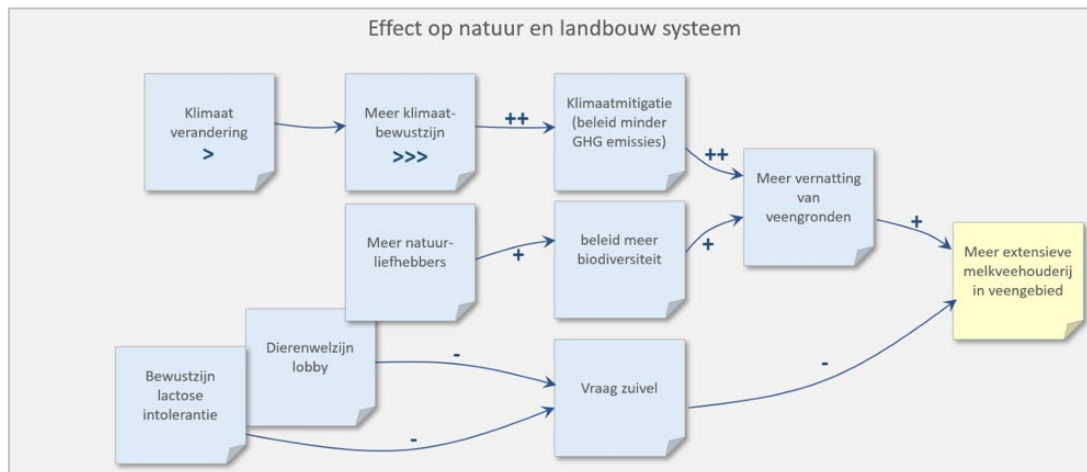 Effect op natuur en landbouw systeem
Klimaat
verandering
>
Meer klimaat-
bewustzijn
>>>
++
Klimaatmitigatie
(beleid minder
GHG emissies)
++
Meer vernatting
van
veengronden
+
Meer natuur-
liefhebbers
+
beleid meer
biodiversiteit
+
Meer extensieve
melkveehouderij
in veengebied
Dierenwelzijn
lobby
-
Bewustzijn
lactose
intolerantie
-
Vraag zuivel
-